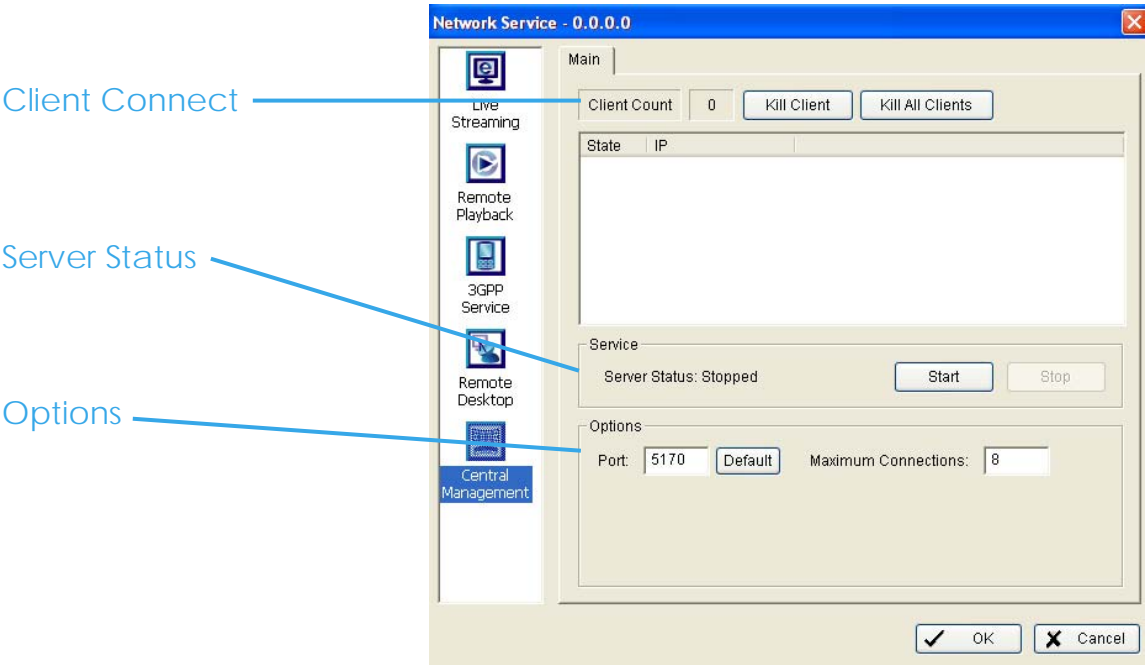 Network Service - 0.0.0.0
Client Connect
Server Status
Options
Live
Streaming
Remote
Playback
3GPP
Service
Remote
Desktop
Central
Management
Main
Client Count 0 Kill Client Kill All Clients
State IP
Service
Server Status: Stopped Start Stop
Options
Port: 5170 Default Maximum Connections: 8
OK Cancel